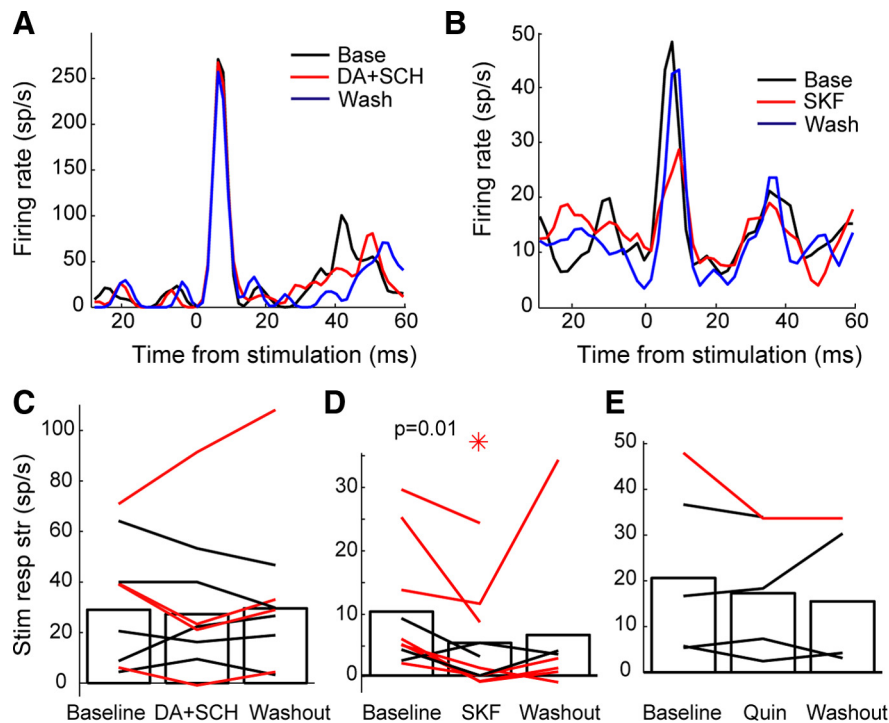 A
B
Firing rate (sp/s)
250
200
150
100
50
0
Base
DA+SCH
Wash
20 0 20 40 60
Time from stimulation (ms)
Firing rate (sp/s)
50
40
30
20
10
0
Base
SKF
Wash
20 0 20 40 60
Time from stimulation (ms)
C
D
E
Stim resp str (sp/s)
100
80
60
40
20
0
Baseline DA+SCH Washout
p=0.01
*
30
20
10
0
Baseline SKF Washout
50
40
30
20
10
0
Baseline Quin Washout